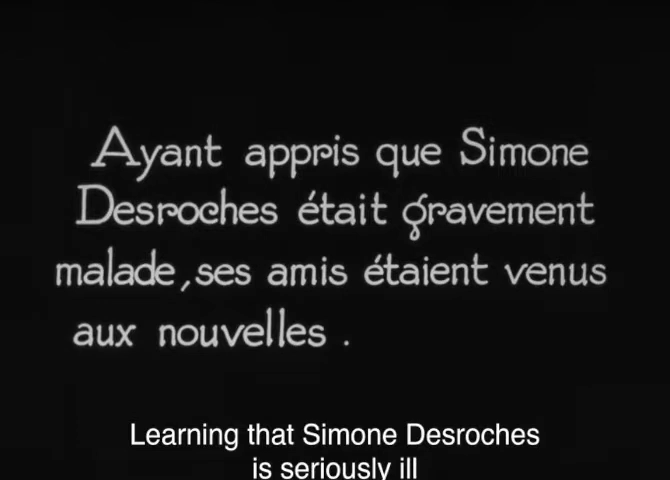 Ayant appris que Simone
Desroches était gravement
malade, ses amis étaient venus
aux nouvelles .
Learning that Simone Desroches
is seriously ill